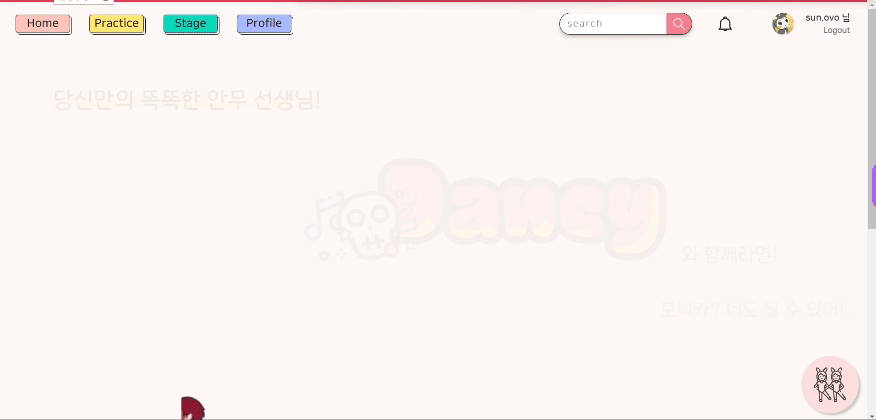 Home
Practice
Stage
Profile
search
sun.ovo 님
Logout
당신만의 똑똑한 안무 선생님!
Dancy
와 함께라면!
모니카? 너도 될 수 있어!